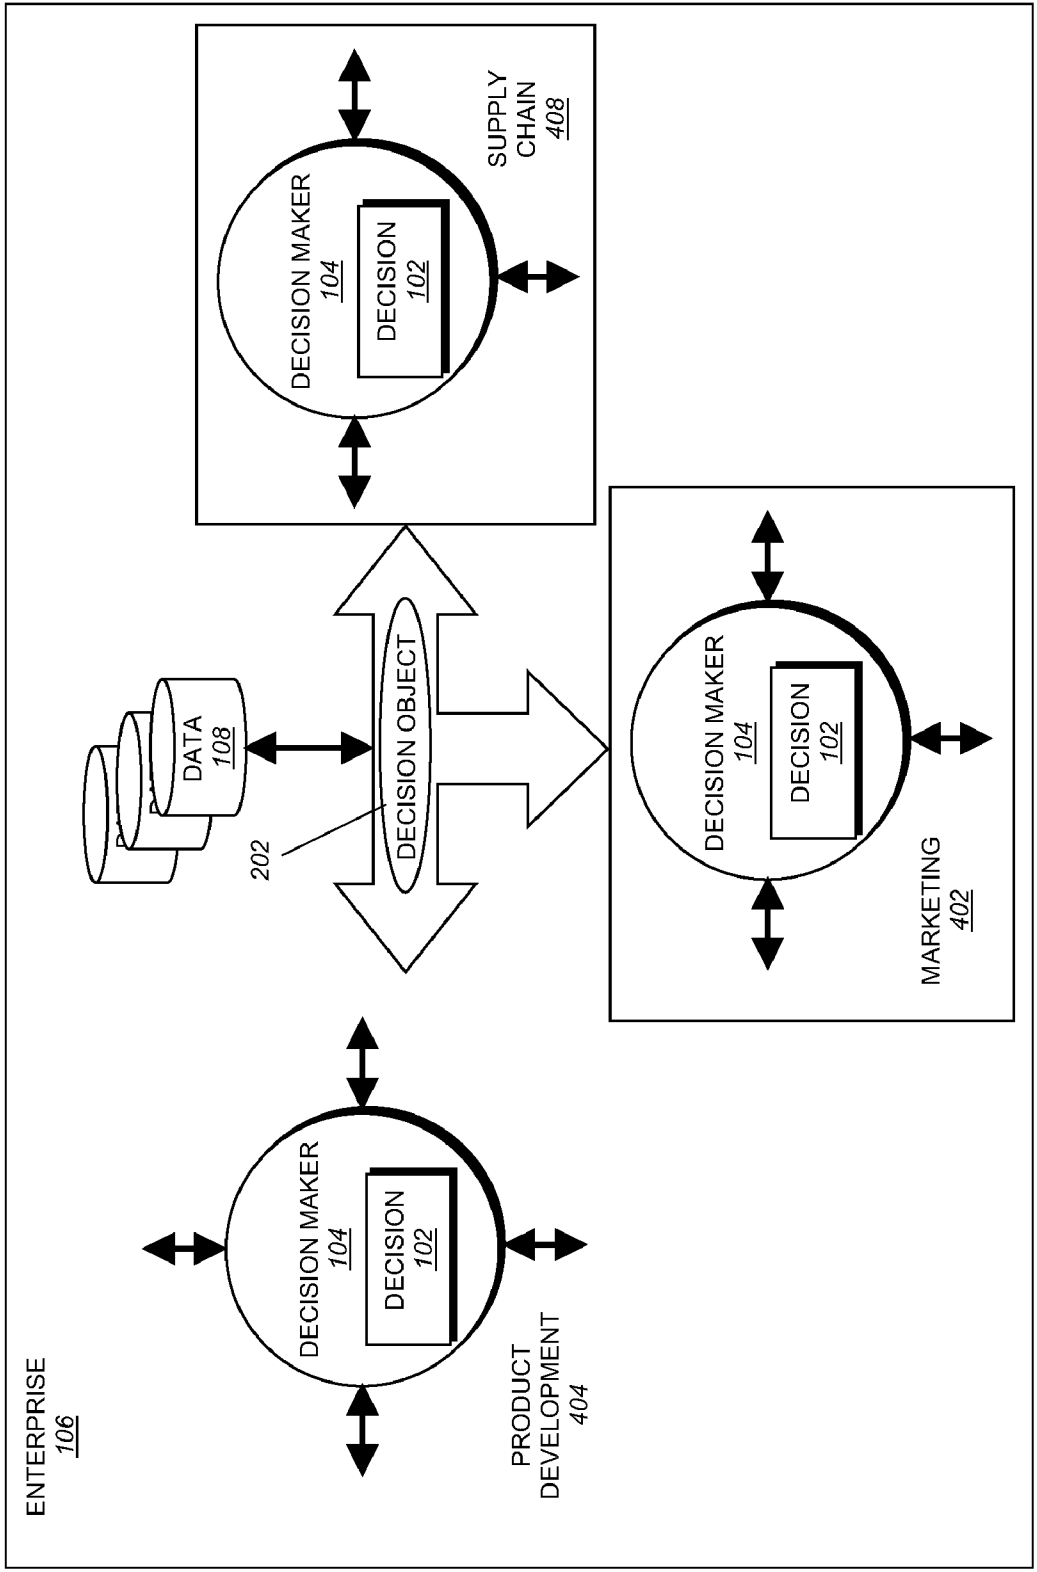 ENTERPRISE
106
DATA
108
202
DECISION OBJECT
DECISION MAKER
104
DECISION
102
PRODUCT
DEVELOPMENT
404
DECISION MAKER
104
DECISION
102
SUPPLY
CHAIN
408
DECISION MAKER
104
DECISION
102
MARKETING
402